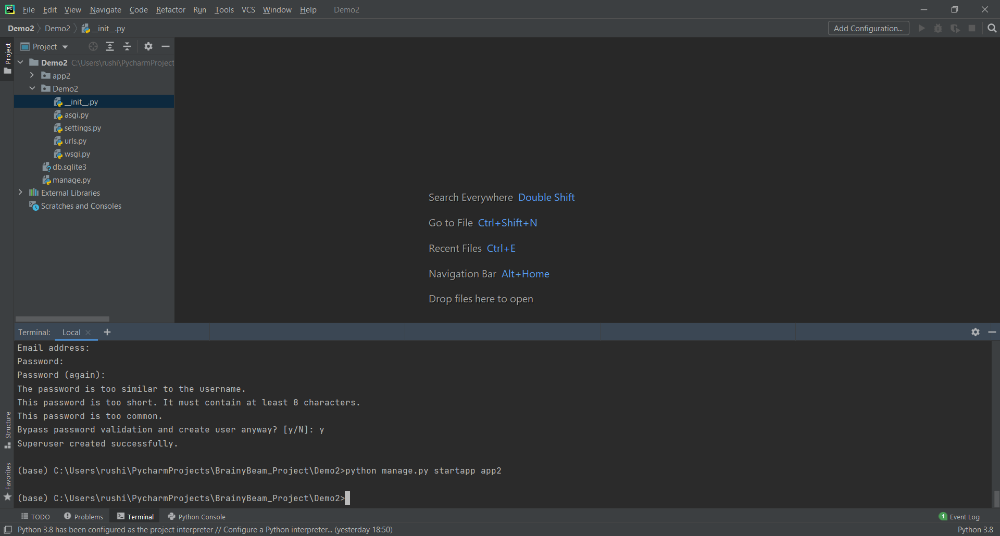 PC File Edit View Navigate Code Refactor Run Tools VCS Window Help Demo2
Demo2 Demo2 __init__.py Add Configuration...
Project
Project
Demo2 C:\Users\rushi\PycharmProject
app2
Demo2
__init__.py
asgi.py
settings.py
urls.py
wsgi.py
db.sqlite3
manage.py
External Libraries
Scratches and Consoles
Search Everywhere Double Shift
Go to File Ctrl+Shift+N
Recent Files Ctrl+E
Navigation Bar Alt+Home
Drop files here to open
Terminal: Local
Email address:
Password:
Password (again):
The password is too similar to the username.
This password is too short. It must contain at least 8 characters.
This password is too common.
Bypass password validation and create user anyway? [y/N]: y
Superuser created successfully.
(base) C:\Users\rushi\PycharmProjects\BrainyBeam_Project\Demo2>python manage.py startapp app2
(base) C:\Users\rushi\PycharmProjects\BrainyBeam_Project\Demo2>
Structure
Favorites
TODO Problems Terminal Python Console 1 Event Log
Python 3.8 has been configured as the project interpreter // Configure a Python interpreter... (yesterday 18:50) Python 3.8